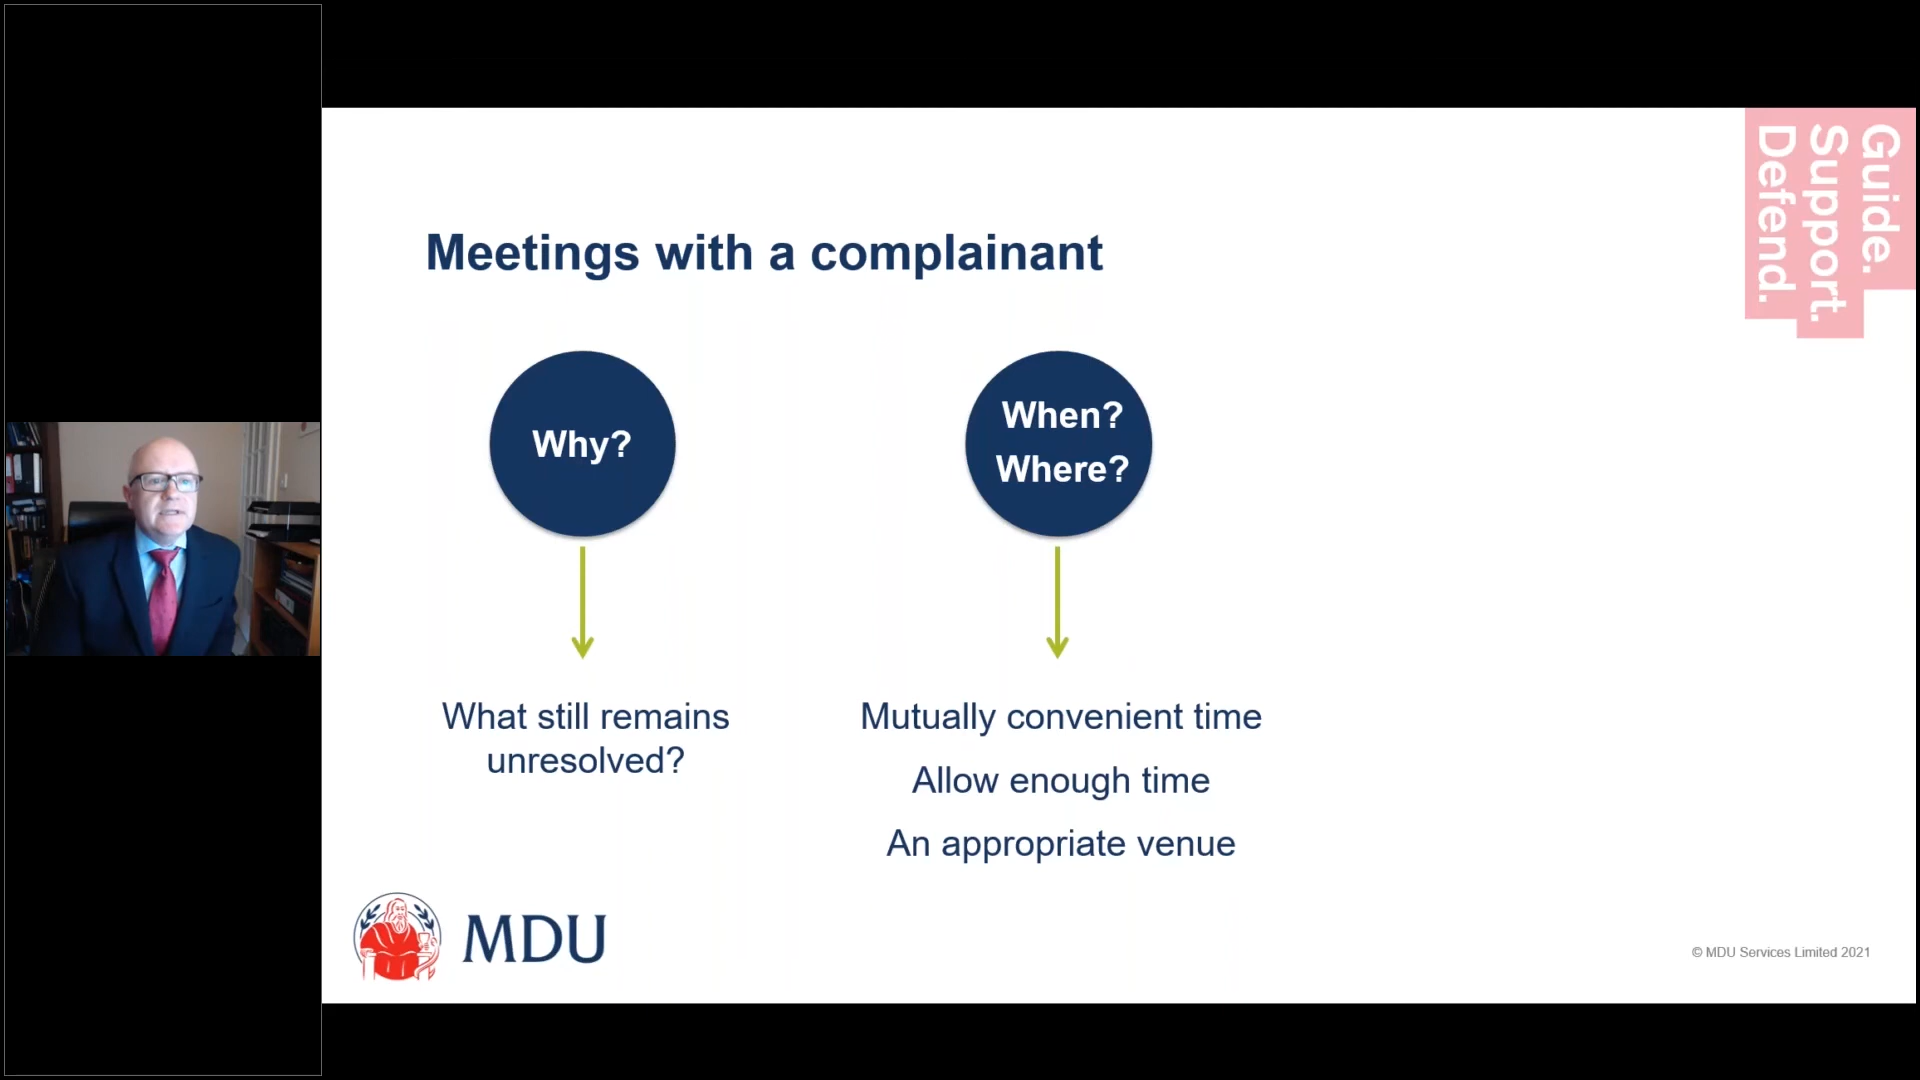 Guide.
Support.
Defend.
Meetings with a complainant
Why?
When?
Where?
What still remains
unresolved?
Mutually convenient time
Allow enough time
An appropriate venue
MDU
© MDU Services Limited 2021